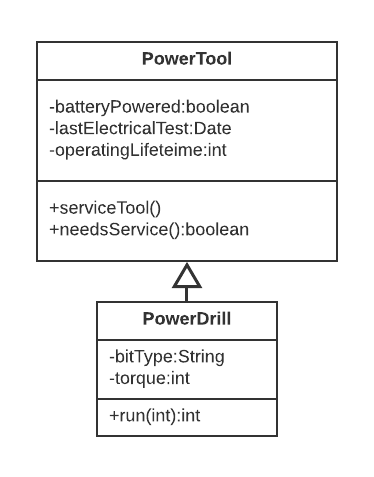 PowerTool
-batteryPowered:boolean
-lastElectricalTest:Date
-operatingLifeteime:int
+serviceTool()
+needsService():boolean
PowerDrill
-bitType:String
-torque:int
+run(int):int